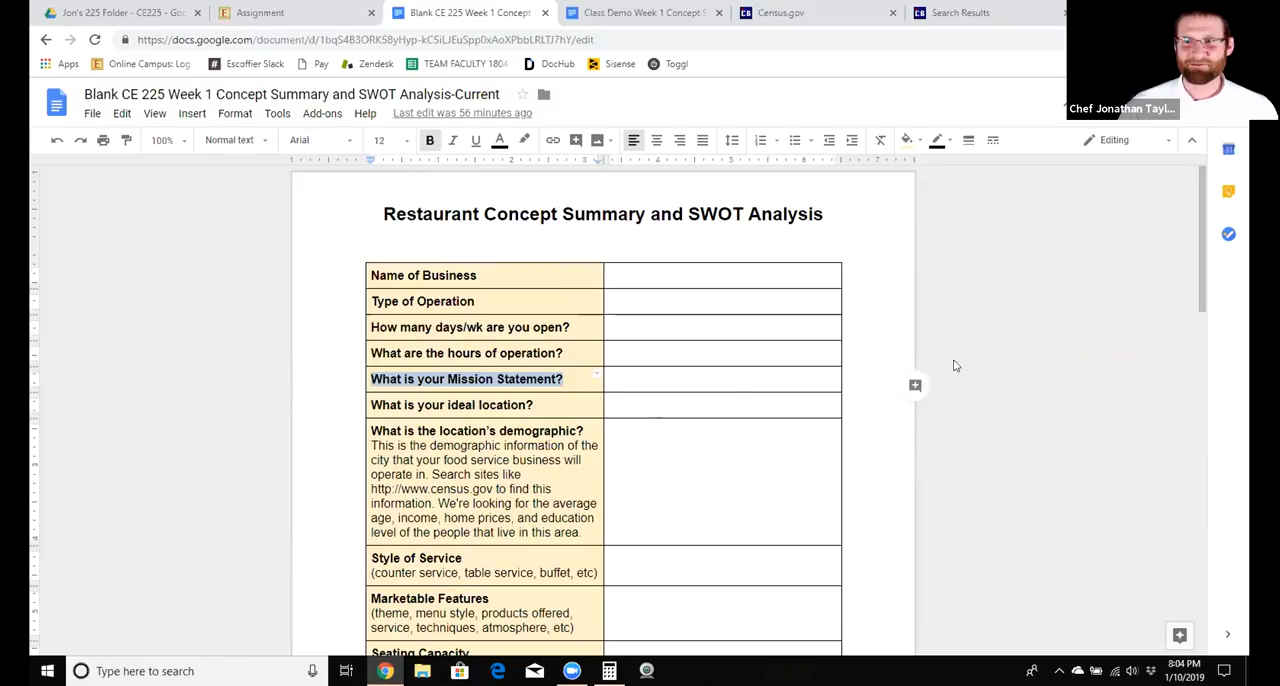 Jon's 225 Folder - CE225 - Goo
Assignment
Blank CE 225 Week 1 Concept
Class Demo Week 1 Concept S
Census.gov
Search Results
https://docs.google.com/document/d/1bqS4B3ORK58yHyp-kC5iLJEuSpp0xAoXPbbLRLTJ7hY/edit
Apps
Online Campus: Log
Escoffier Slack
Pay
Zendesk
TEAM FACULTY 1804
DocHub
Sisense
Toggl
Chef Jonathan Tayl...
Blank CE 225 Week 1 Concept Summary and SWOT Analysis-Current
File Edit View Insert Format Tools Add-ons Help Last edit was 56 minutes ago
100% Normal text Arial 12 B I U A Editing
1 1 2 3 4 5 6 7
Restaurant Concept Summary and SWOT Analysis
Name of Business
Type of Operation
How many days/wk are you open?
What are the hours of operation?
What is your Mission Statement?
What is your ideal location?
What is the location's demographic?
This is the demographic information of the
city that your food service business will
operate in. Search sites like
http://www.census.gov to find this
information. We're looking for the average
age, income, home prices, and education
level of the people that live in this area.
Style of Service
(counter service, table service, buffet, etc)
Marketable Features
(theme, menu style, products offered,
service, techniques, atmosphere, etc)
Seating Capacity
Type here to search
8:04 PM
1/10/2019